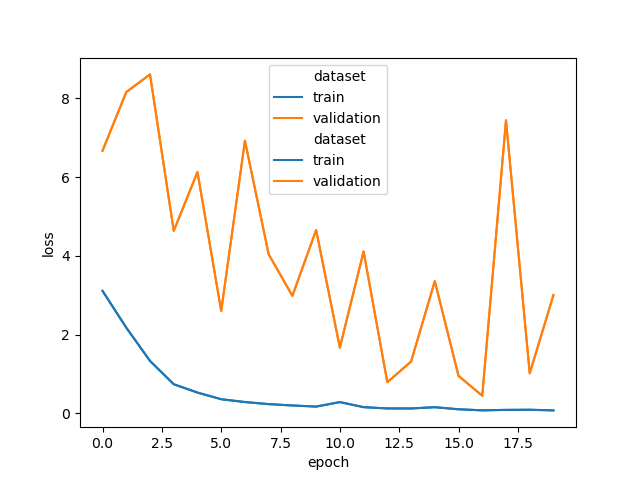 dataset
train
validation
dataset
train
validation
8
6
4
2
0
loss
0.0 2.5 5.0 7.5 10.0 12.5 15.0 17.5
epoch